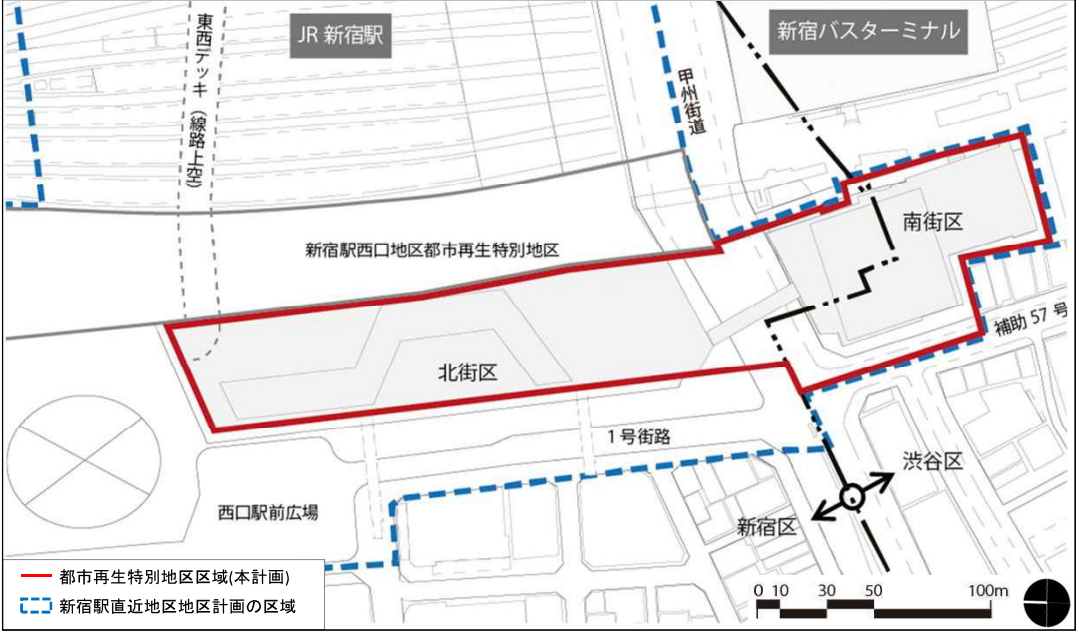 東西デッキ（線路上空）
JR 新宿駅
新宿バスターミナル
甲州街道
新宿駅西口地区都市再生特別地区
南街区
補助 57 号
北街区
1 号街路
渋谷区
新宿区
西口駅前広場
都市再生特別地区区域(本計画)
新宿駅直近地区地区計画の区域
0 10 30 50 100m